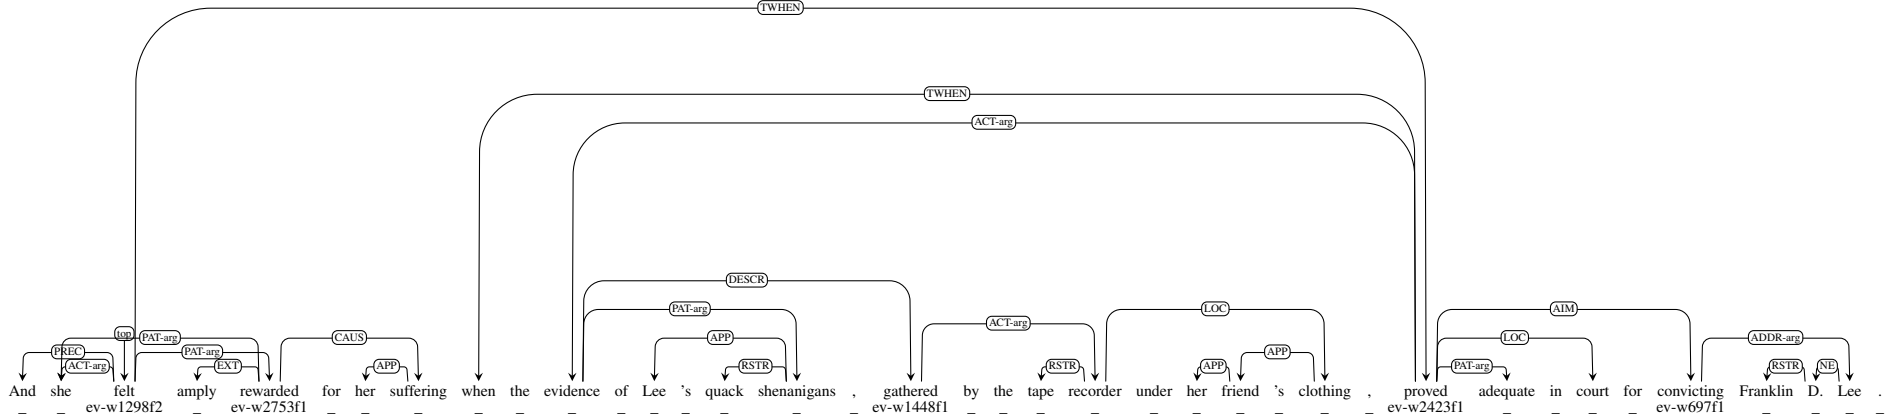 TWHEN
TWHEN
ACT-arg
DESCR
PAT-arg LOC AIM
ACT-arg
top PAT-arg CAUS APP LOC ADDR-arg
PREC PAT-arg APP
ACT-arg EXT APP RSTR RSTR APP PAT-arg RSTR NE
And she felt amply rewarded for her suffering when the evidence of Lee 's quack shenanigans , gathered by the tape recorder under her friend 's clothing , proved adequate in court for convicting Franklin D. Lee .
_ _ ev-w1298f2 _ ev-w2753f1 _ _ _ _ _ _ _ _ _ _ _ _ ev-w1448f1 _ _ _ _ _ _ _ _ _ _ ev-w2423f1 _ _ _ _ ev-w697f1 _ _ _ _